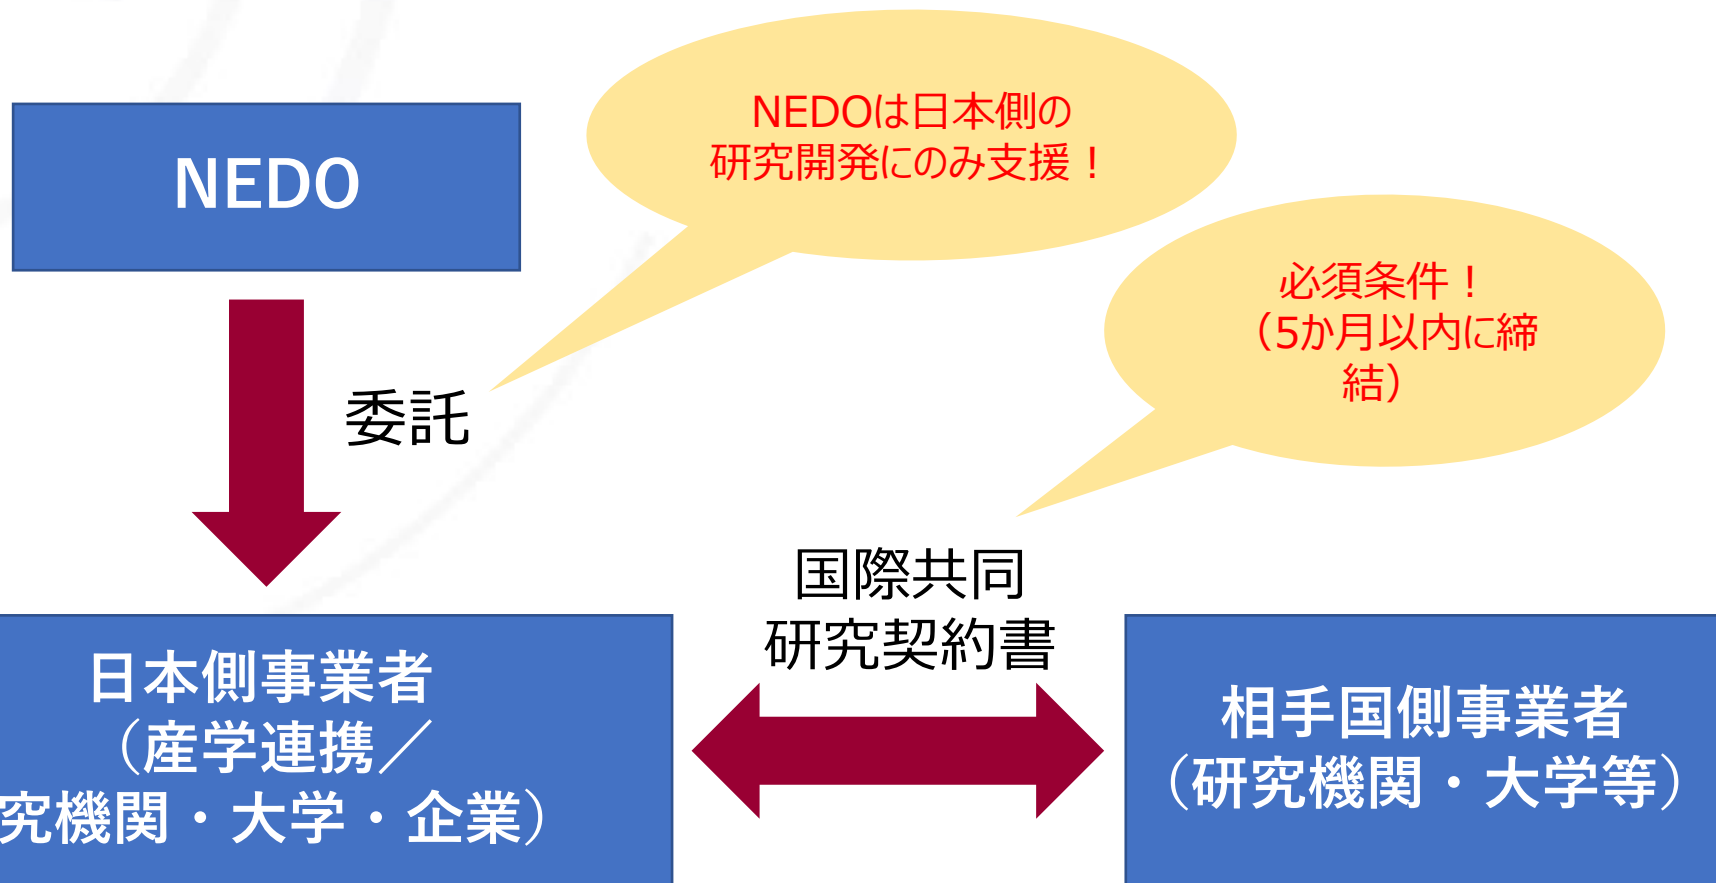 NEDO
NEDOは日本側の
研究開発にのみ支援！
必須条件！
（5か月以内に締
結）
委託
国際共同
研究契約書
日本側事業者
（産学連携／
究機関・大学・企業）
相手国側事業者
（研究機関・大学等）